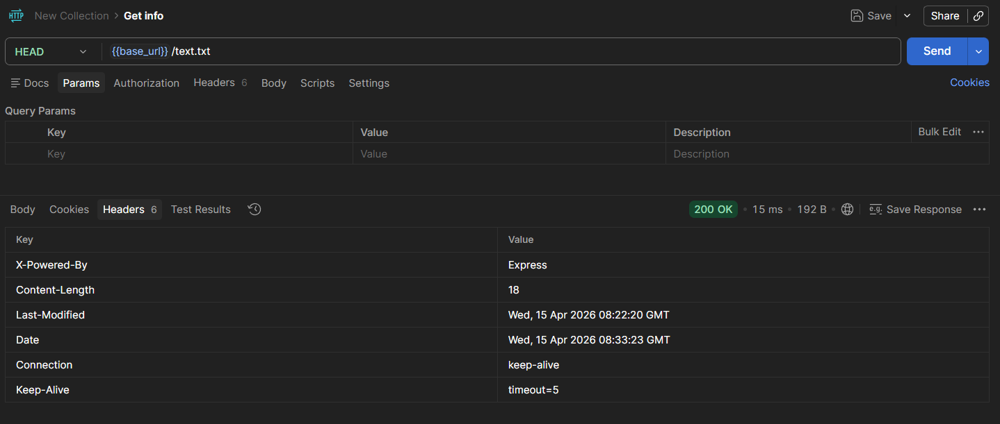 HTTP New Collection > Get info Save Share
HEAD {{base_url}} /text.txt Send
Docs Params Authorization Headers 6 Body Scripts Settings Cookies
Query Params
Key Value Description Bulk Edit ...
Key Value Description
Body Cookies Headers 6 Test Results 200 OK • 15 ms • 192 B • e.g. Save Response ...
Key Value
X-Powered-By Express
Content-Length 18
Last-Modified Wed, 15 Apr 2026 08:22:20 GMT
Date Wed, 15 Apr 2026 08:33:23 GMT
Connection keep-alive
Keep-Alive timeout=5